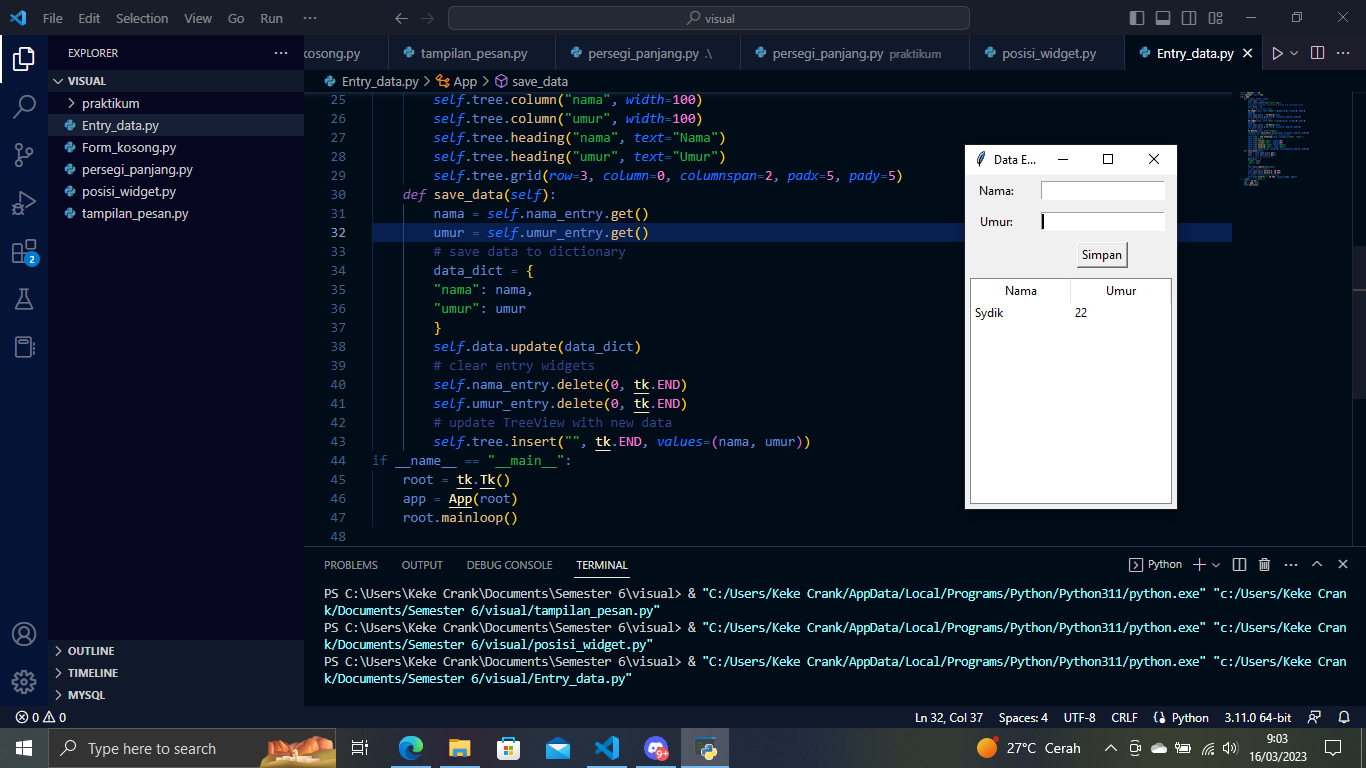 File Edit Selection View Go Run ··· visual
EXPLORER ···
VISUAL
praktikum
Entry_data.py
Form_kosong.py
persegi_panjang.py
posisi_widget.py
tampilan_pesan.py
OUTLINE
TIMELINE
MYSQL
2
kosong.py tampilan_pesan.py persegi_panjang.py .\ persegi_panjang.py praktikum posisi_widget.py Entry_data.py
Entry_data.py > App > save_data
25 self.tree.column("nama", width=100)
26 self.tree.column("umur", width=100)
27 self.tree.heading("nama", text="Nama")
28 self.tree.heading("umur", text="Umur")
29 self.tree.grid(row=3, column=0, columnspan=2, padx=5, pady=5)
30 def save_data(self):
31 nama = self.nama_entry.get()
32 umur = self.umur_entry.get()
33 # save data to dictionary
34 data_dict = {
35 "nama": nama,
36 "umur": umur
37 }
38 self.data.update(data_dict)
39 # clear entry widgets
40 self.nama_entry.delete(0, tk.END)
41 self.umur_entry.delete(0, tk.END)
42 # update TreeView with new data
43 self.tree.insert("", tk.END, values=(nama, umur))
44 if __name__ == "__main__":
45 root = tk.Tk()
46 app = App(root)
47 root.mainloop()
48
Data E...
Nama:
Umur:
Simpan
Nama Umur
Sydik 22
PROBLEMS OUTPUT DEBUG CONSOLE TERMINAL Python
PS C:\Users\Keke Crank\Documents\Semester 6\visual> & "C:/Users/Keke Crank/AppData/Local/Programs/Python/Python311/python.exe" "c:/Users/Keke Cran
k/Documents/Semester 6/visual/tampilan_pesan.py"
PS C:\Users\Keke Crank\Documents\Semester 6\visual> & "C:/Users/Keke Crank/AppData/Local/Programs/Python/Python311/python.exe" "c:/Users/Keke Cran
k/Documents/Semester 6/visual/posisi_widget.py"
PS C:\Users\Keke Crank\Documents\Semester 6\visual> & "C:/Users/Keke Crank/AppData/Local/Programs/Python/Python311/python.exe" "c:/Users/Keke Cran
k/Documents/Semester 6/visual/Entry_data.py"
0 0 Ln 32, Col 37 Spaces: 4 UTF-8 CRLF Python 3.11.0 64-bit
Type here to search 9+ 27°C Cerah 9:03
16/03/2023